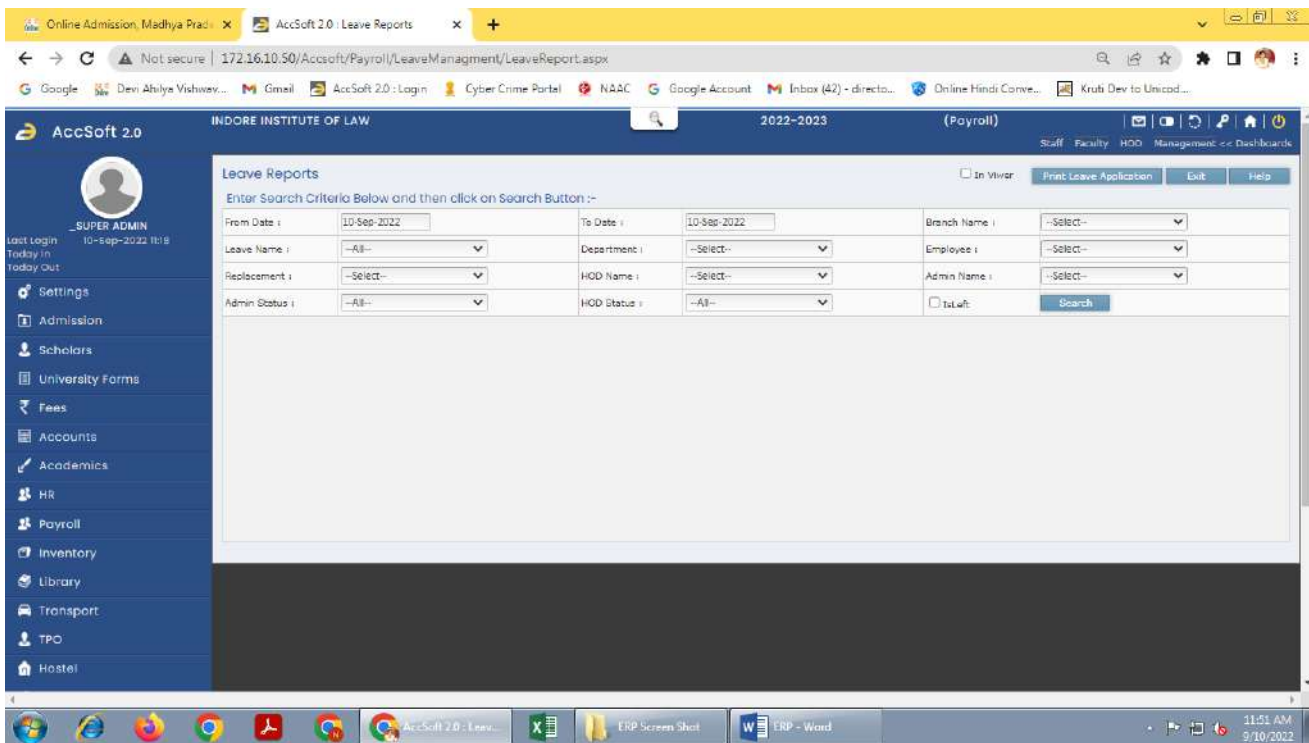 Online Admission, Madhya Prade
AccSoft 2.0 : Leave Reports
Not secure | 172.16.10.50/Accsoft/Payroll/LeaveManagment/LeaveReport.aspx
Google Devi Ahilya Vishwav... Gmail AccSoft 2.0 : Login Cyber Crime Portal NAAC Google Account Inbox (42) - directo... Online Hindi Conve... Kruti Dev to Unicod...
AccSoft 2.0
INDORE INSTITUTE OF LAW 2022-2023 (Payroll)
Staff Faculty HOD Management << Dashboards
_SUPER ADMIN
Last Login 10-Sep-2022 11:19
Today In
Today Out
Settings
Admission
Scholars
University Forms
Fees
Accounts
Academics
HR
Payroll
Inventory
Library
Transport
TPO
Hostel
Leave Reports In Viwer Print Leave Application Exit Help
Enter Search Criteria Below and then click on Search Button :-
From Date : 10-Sep-2022 To Date : 10-Sep-2022 Branch Name : --Select--
Leave Name : --All-- Department : --Select-- Employee : --Select--
Replacement : --Select-- HOD Name : --Select-- Admin Name : --Select--
Admin Status : --All-- HOD Status : --All-- IsLeft Search
AccSoft 2.0 : Leav... ERP Screen Shot ERP - Word
11:51 AM
9/10/2022